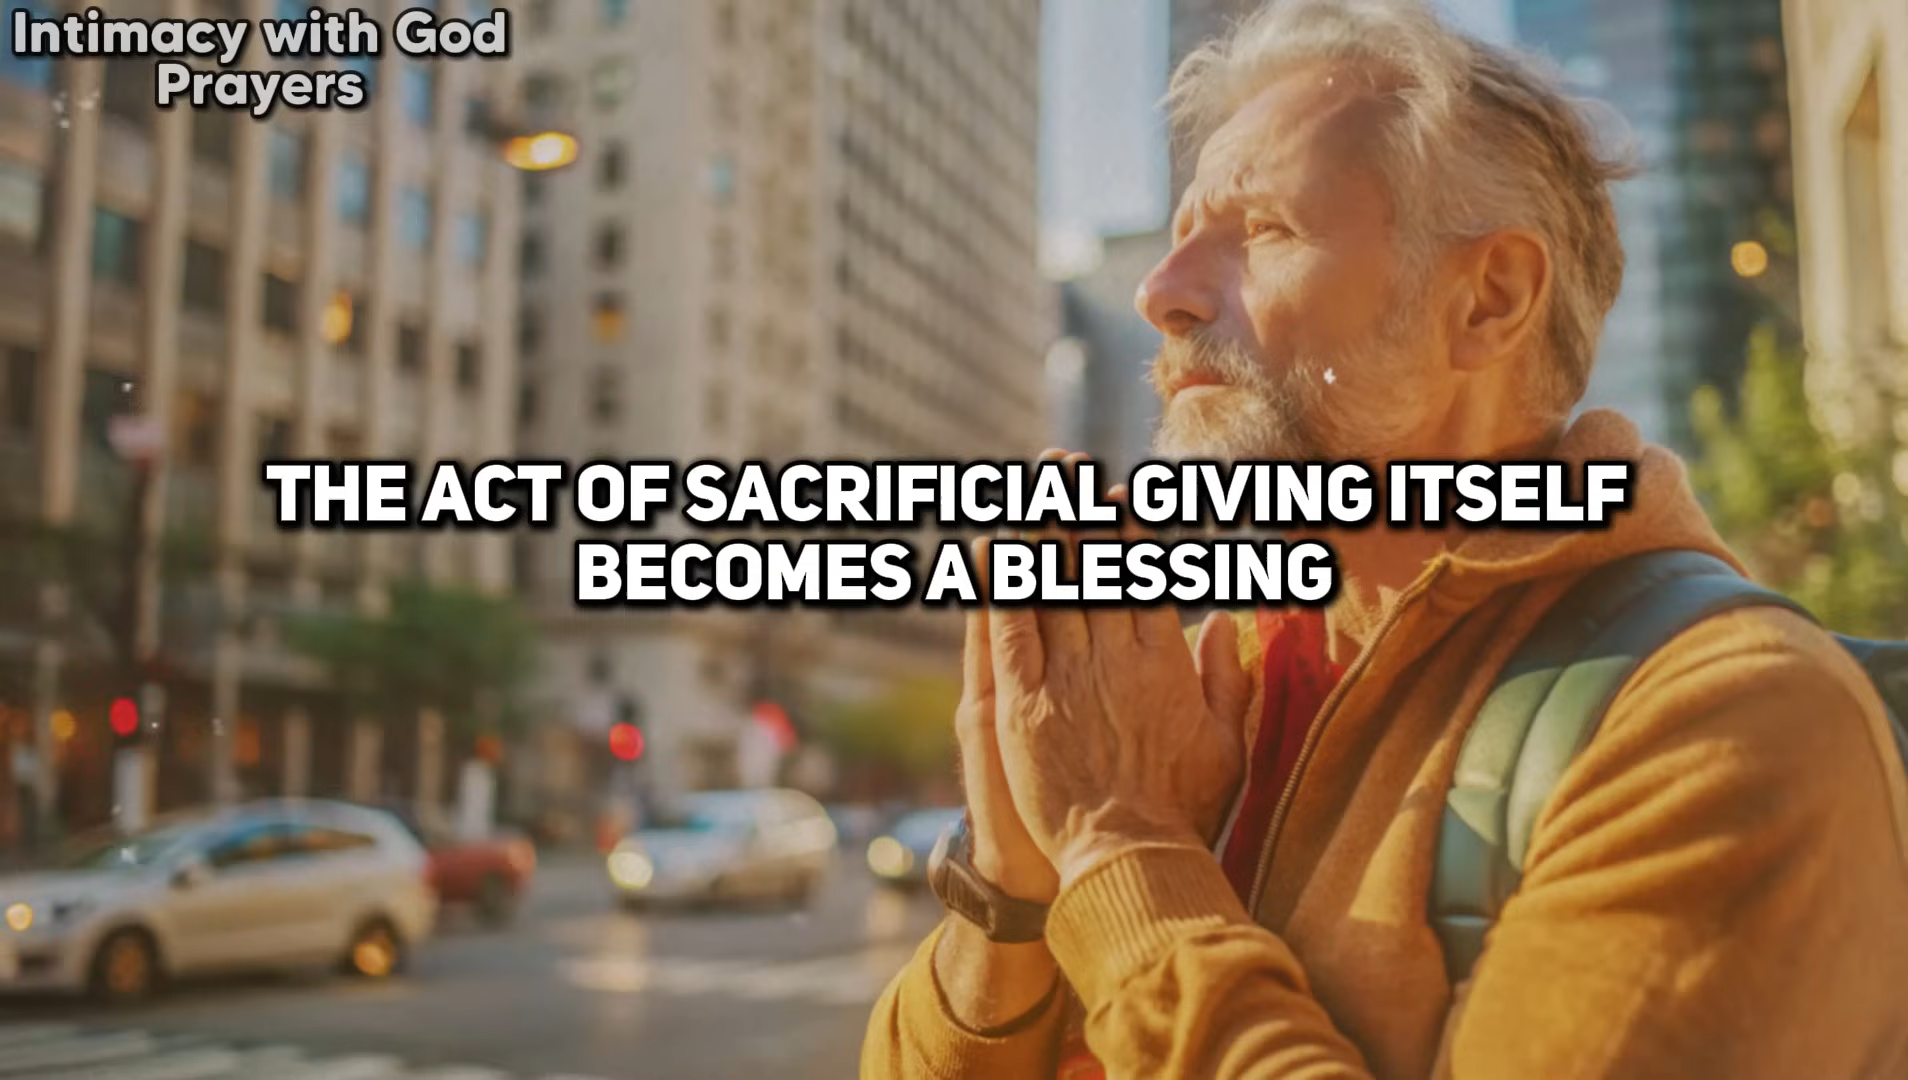 Intimacy with God
Prayers
THE ACT OF SACRIFICIAL GIVING ITSELF
BECOMES A BLESSING